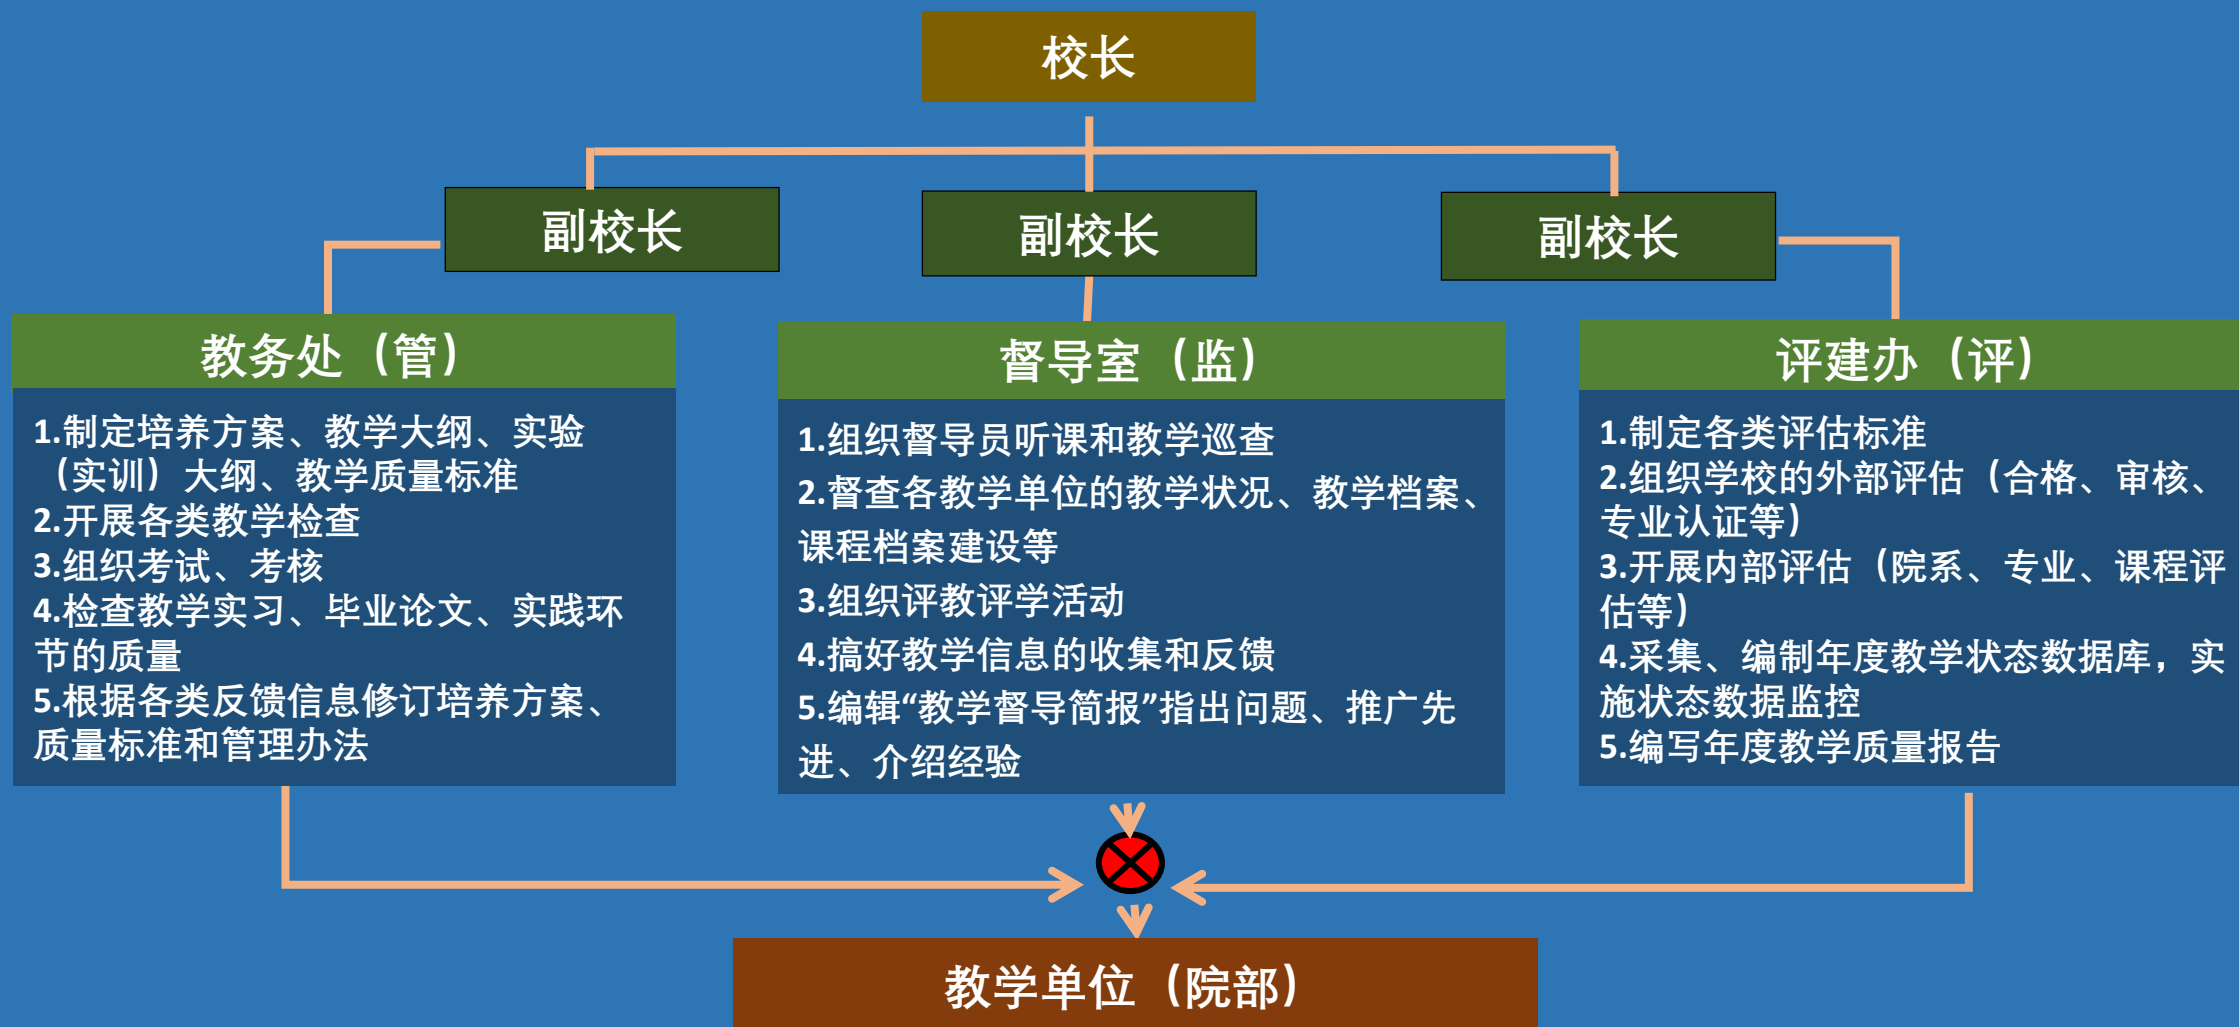 校长
副校长
副校长
副校长
教务处（管）
1.制定培养方案、教学大纲、实验
（实训）大纲、教学质量标准
2.开展各类教学检查
3.组织考试、考核
4.检查教学实习、毕业论文、实践环
节的质量
5.根据各类反馈信息修订培养方案、
质量标准和管理办法
督导室（监）
1.组织督导员听课和教学巡查
2.督查各教学单位的教学状况、教学档案、
课程档案建设等
3.组织评教评学活动
4.搞好教学信息的收集和反馈
5.编辑“教学督导简报”指出问题、推广先
进、介绍经验
评建办（评）
1.制定各类评估标准
2.组织学校的外部评估（合格、审核、
专业认证等）
3.开展内部评估（院系、专业、课程评
估等）
4.采集、编制年度教学状态数据库，实
施状态数据监控
5.编写年度教学质量报告
教学单位（院部）